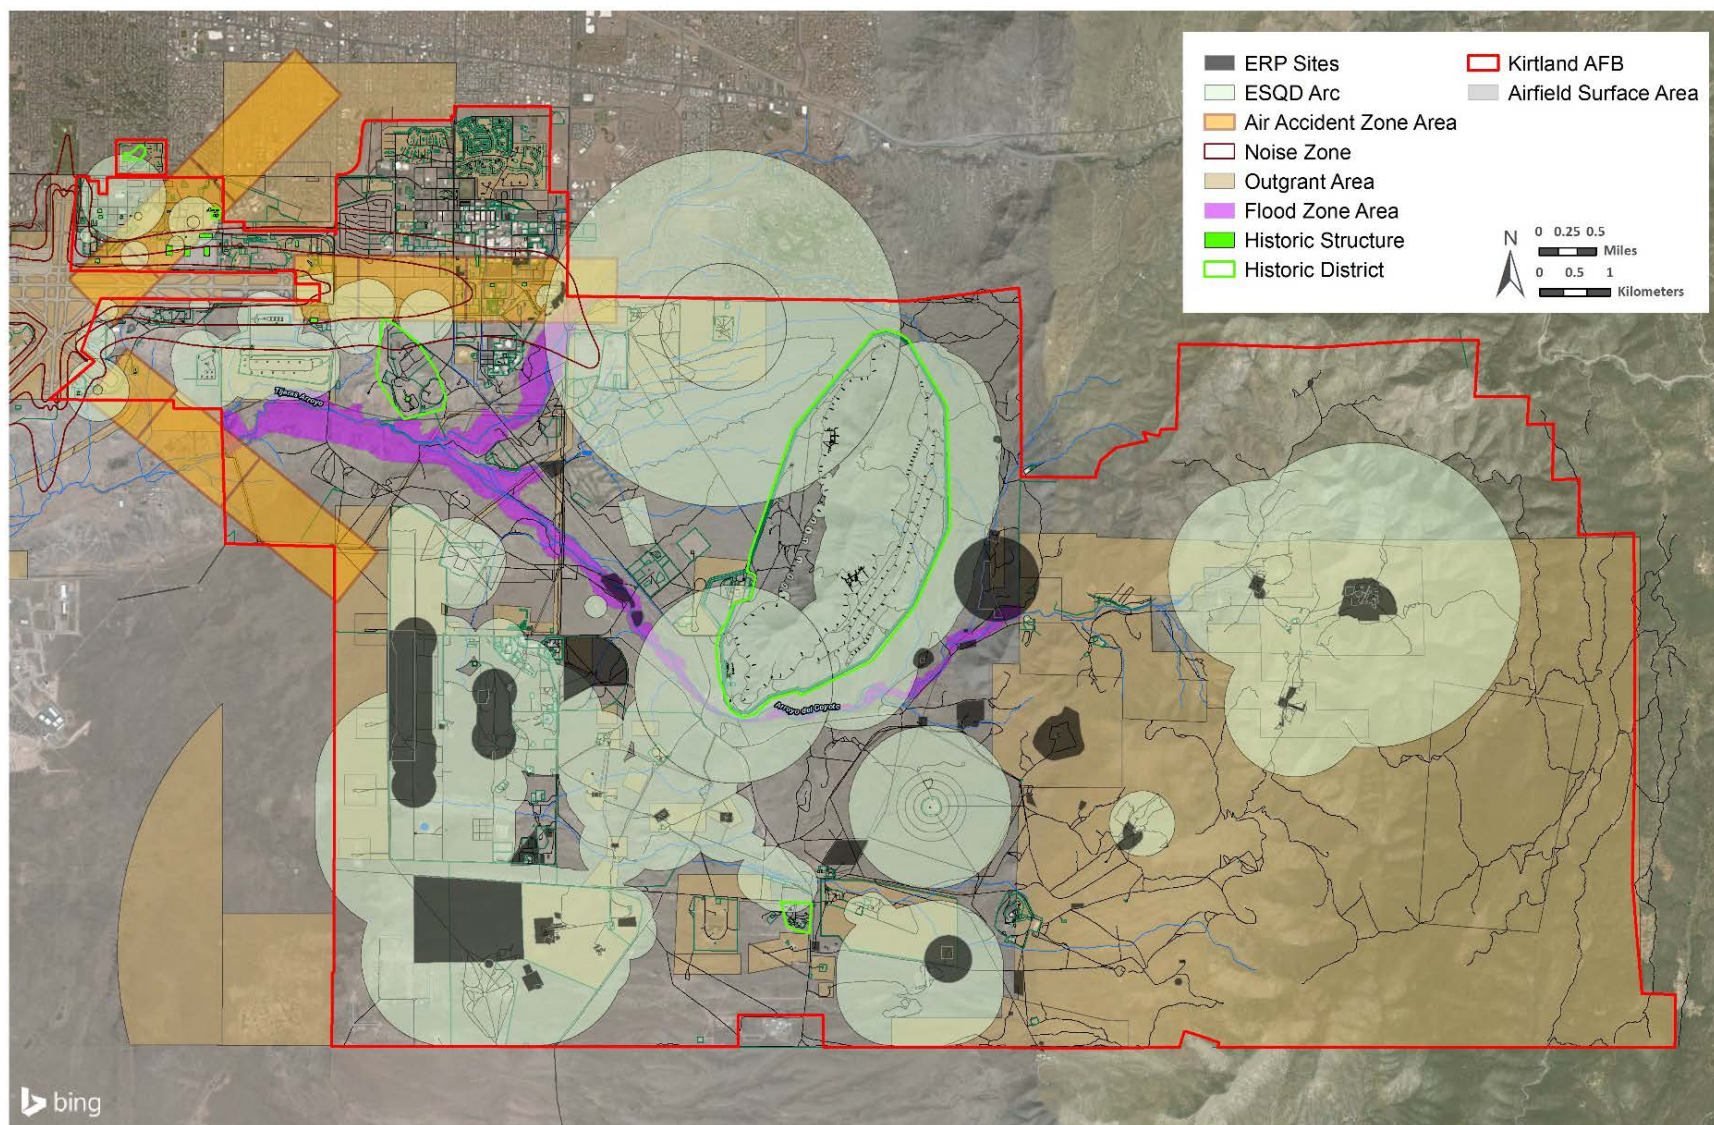 ERP Sites
ESQD Arc
Air Accident Zone Area
Noise Zone
Outgrant Area
Flood Zone Area
Historic Structure
Historic District
Kirtland AFB
Airfield Surface Area
N
0 0.25 0.5
Miles
0 0.5 1
Kilometers
Tijeras Arroyo
Arroyo del Coyote
bing